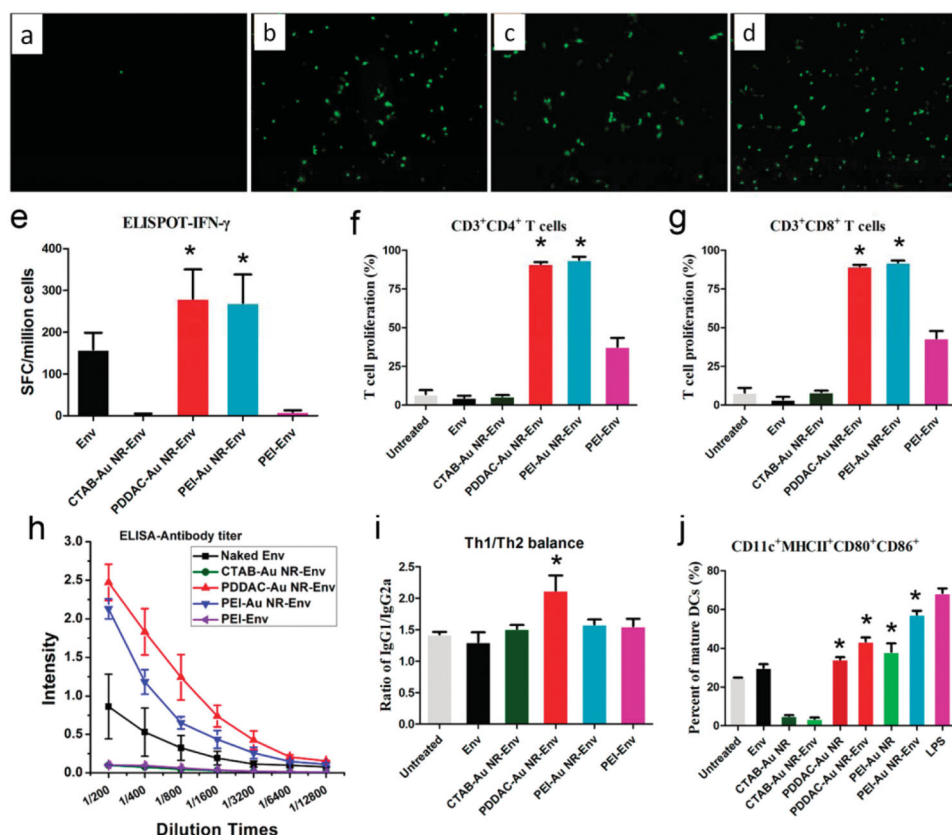 a
b
c
d
e
ELISPOT-IFN-γ
SFC/million cells
400
300
200
100
0
*
*
Env
CTAB-Au NR-Env
PDDAC-Au NR-Env
PEI-Au NR-Env
PEI-Env
f
CD3⁺CD4⁺ T cells
T cell proliferation (%)
100
75
50
25
0
*
*
Untreated
Env
CTAB-Au NR-Env
PDDAC-Au NR-Env
PEI-Au NR-Env
PEI-Env
g
CD3⁺CD8⁺ T cells
T cell proliferation (%)
100
75
50
25
0
*
*
Untreated
Env
CTAB-Au NR-Env
PDDAC-Au NR-Env
PEI-Au NR-Env
PEI-Env
h
ELISA-Antibody titer
Intensity
3.0
2.5
2.0
1.5
1.0
0.5
0.0
Naked Env
CTAB-Au NR-Env
PDDAC-Au NR-Env
PEI-Au NR-Env
PEI-Env
1/200
1/400
1/800
1/1600
1/3200
1/6400
1/12800
Dilution Times
i
Th1/Th2 balance
Ratio of IgG1/IgG2a
2.5
2.0
1.5
1.0
0.5
0.0
*
Untreated
Env
CTAB-Au NR-Env
PDDAC-Au NR-Env
PEI-Au NR-Env
PEI-Env
j
CD11c⁺MHCII⁺CD80⁺CD86⁺
Percent of mature DCs (%)
80
60
40
20
0
*
*
*
*
Untreated
Env
CTAB-Au NR
CTAB-Au NR-Env
PDDAC-Au NR
PDDAC-Au NR-Env
PEI-Au NR
PEI-Au NR-Env
LPS